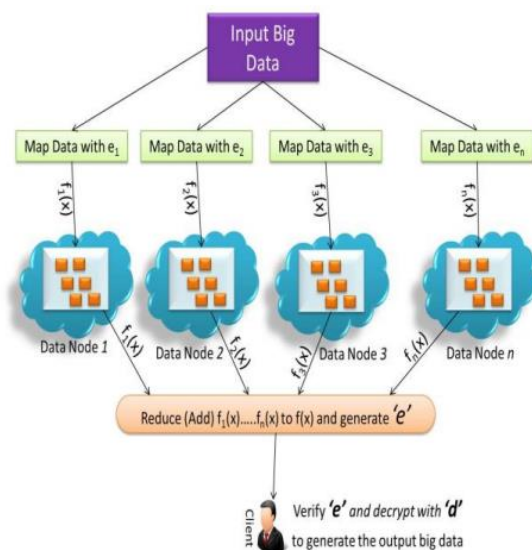 Input Big
Data
Map Data with e₁
Map Data with e₂
Map Data with e₃
Map Data with eₙ
f₁(x)
f₂(x)
f₃(x)
fₙ(x)
Data Node 1
Data Node 2
Data Node 3
Data Node n
f₁(x)
f₂(x)
f₃(x)
fₙ(x)
Reduce (Add) f₁(x).....fₙ(x) to f(x) and generate ‘e’
Client
Verify ‘e’ and decrypt with ‘d’
to generate the output big data